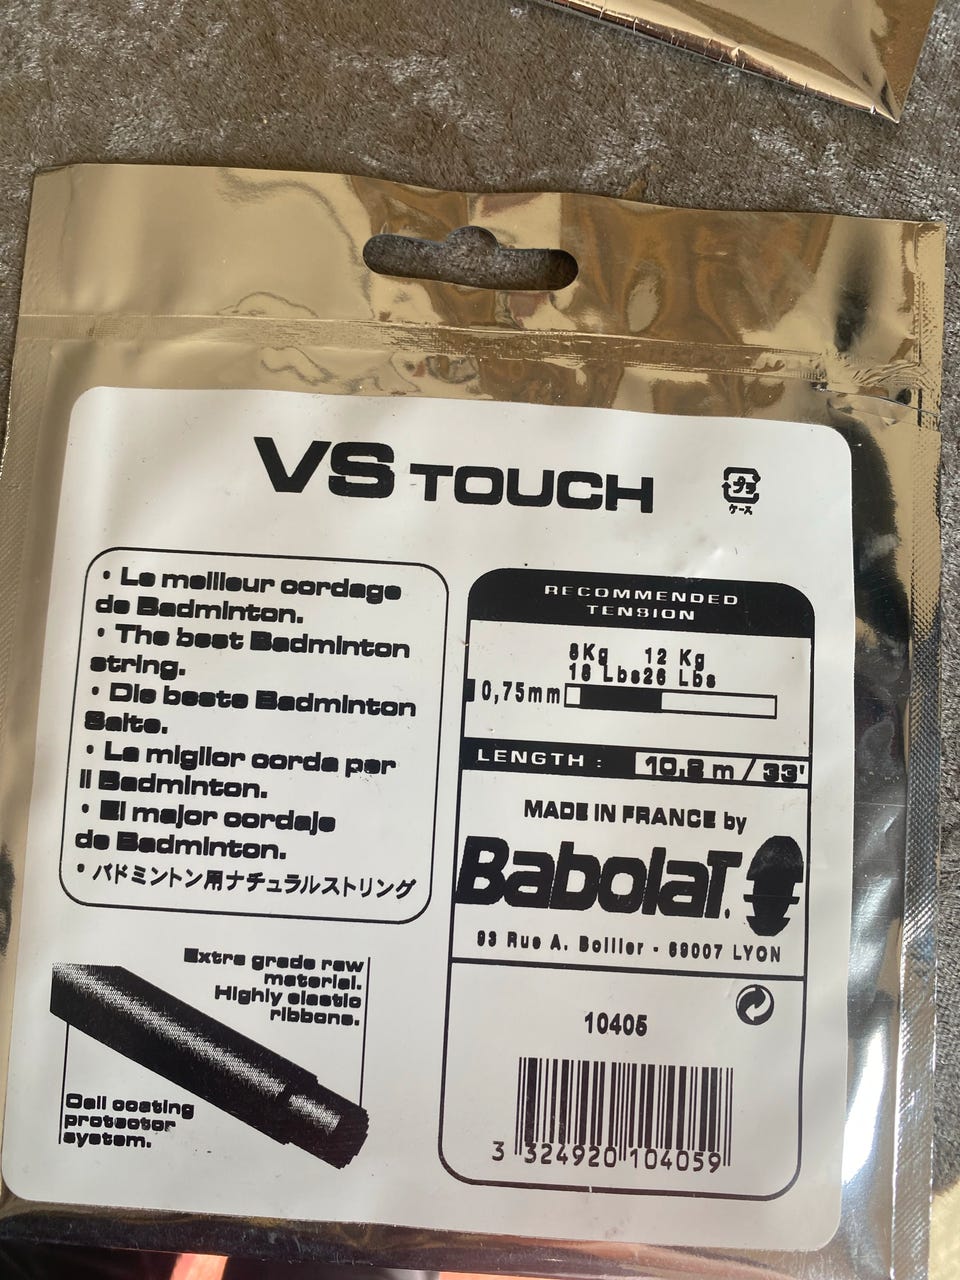 VS TOUCH
プラ
ケース
• Le meilleur cordage
de Badminton.
• The best Badminton
string.
• Die beste Badminton
Saite.
• La miglior corda per
il Badminton.
• El major cordaje
de Badminton.
• バドミントン用ナチュラルストリング
Extra grade raw
material.
Highly elastic
ribbons.
Cell coating
protector
system.
RECOMMENDED
TENSION
8Kg 12 Kg
18 Lbs 26 Lbs
0,75mm
LENGTH : 10,2 m / 33'
MADE IN FRANCE by
BabolaT
93 Rue A. Bollier - 69007 LYON
10405
3 324920 104059